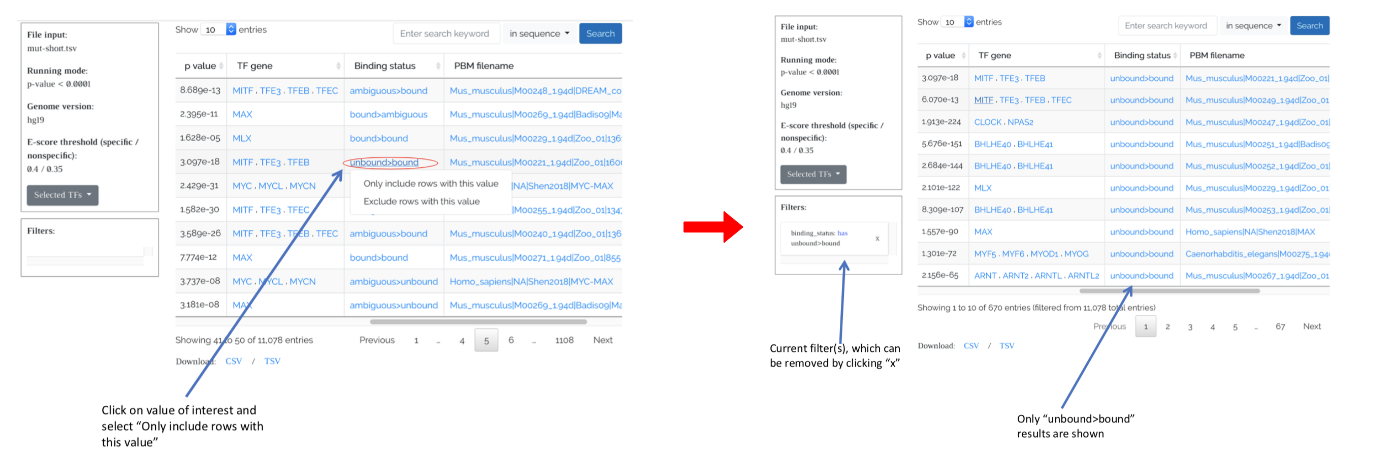 File input:
mut-short.tsv
Running mode:
p-value < 0.0001
Genome version:
hg19
E-score threshold (specific /
nonspecific):
0.4 / 0.35
Selected TFs
Filters:
Show 10 entries
Enter search keyword in sequence Search
p value TF gene Binding status PBM filename
8.689e-13 MITF , TFE3 , TFEB , TFEC ambiguous>bound Mus_musculus|M00248_1.94d|DREAM_co
2.395e-11 MAX bound>ambiguous Mus_musculus|M00269_1.94d|Badis09|Ma
1.628e-05 MLX bound>bound Mus_musculus|M00229_1.94d|Zoo_01|136
3.097e-18 MITF , TFE3 , TFEB unbound>bound Mus_musculus|M00221_1.94d|Zoo_01|160
2.429e-31 MYC , MYCL , MYCN |NA|Shen2018|MYC-MAX
Only include rows with this value
Exclude rows with this value
1.582e-30 MITF , TFE3 , TFEC M00255_1.94d|Zoo_01|134
3.589e-26 MITF , TFE3 , TFEB , TFEC ambiguous>bound Mus_musculus|M00240_1.94d|Zoo_01|136
7.774e-12 MAX bound>bound Mus_musculus|M00271_1.94d|Zoo_01|855
3.737e-08 MYC , MYCL , MYCN ambiguous>unbound Homo_sapiens|NA|Shen2018|MYC-MAX
3.181e-08 MAX ambiguous>unbound Mus_musculus|M00269_1.94d|Badis09|Ma
Showing 41 to 50 of 11,078 entries
Previous 1 .. 4 5 6 .. 1108 Next
Download: CSV / TSV
Click on value of interest and
select “Only include rows with
this value”
File input:
mut-short.tsv
Running mode:
p-value < 0.0001
Genome version:
hg19
E-score threshold (specific /
nonspecific):
0.4 / 0.35
Selected TFs
Filters:
binding_status: has
unbound>bound
x
Current filter(s), which can
be removed by clicking “x”
Show 10 entries
Enter search keyword in sequence Search
p value TF gene Binding status PBM filename
3.097e-18 MITF , TFE3 , TFEB unbound>bound Mus_musculus|M00221_1.94d|Zoo_01|
6.070e-13 MITF , TFE3 , TFEB , TFEC unbound>bound Mus_musculus|M00249_1.94d|Zoo_01
1.913e-224 CLOCK , NPAS2 unbound>bound Mus_musculus|M00247_1.94d|Zoo_01
5.676e-151 BHLHE40 , BHLHE41 unbound>bound Mus_musculus|M00251_1.94d|Badis09
2.684e-144 BHLHE40 , BHLHE41 unbound>bound Mus_musculus|M00252_1.94d|Zoo_01
2.101e-122 MLX unbound>bound Mus_musculus|M00229_1.94d|Zoo_01
8.309e-107 BHLHE40 , BHLHE41 unbound>bound Mus_musculus|M00253_1.94d|Zoo_01
1.557e-90 MAX unbound>bound Homo_sapiens|NA|Shen2018|MAX
1.301e-72 MYF5 , MYF6 , MYOD1 , MYOG unbound>bound Caenorhabditis_elegans|M00275_1.94
2.156e-65 ARNT , ARNT2 , ARNTL , ARNTL2 unbound>bound Mus_musculus|M00267_1.94d|Zoo_01
Showing 1 to 10 of 670 entries (filtered from 11,078 total entries)
Previous 1 2 3 4 5 .. 67 Next
Download: CSV / TSV
Only “unbound>bound”
results are shown